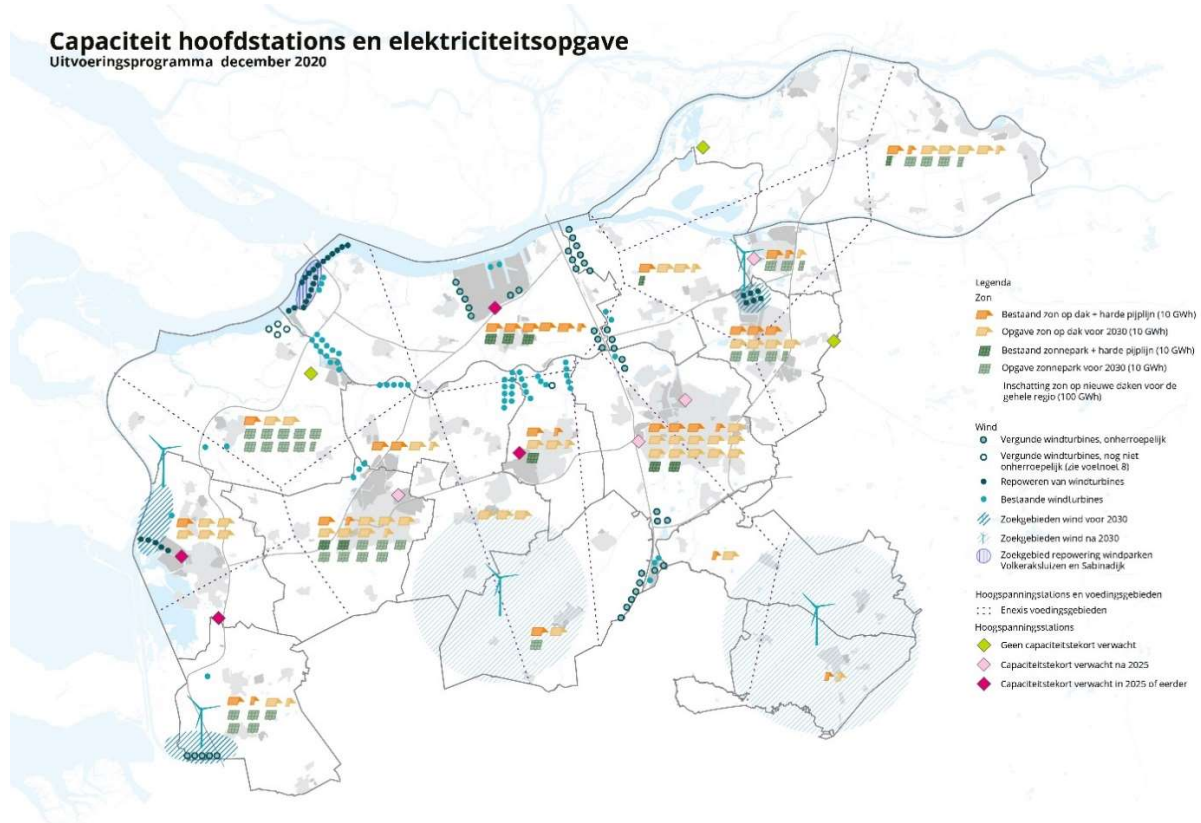 Capaciteit hoofdstations en elektriciteitsopgave
Uitvoeringsprogramma december 2020
Legenda
Zon
Bestaand zon op dak + harde pijplijn (10 GWh)
Opgave zon op dak voor 2030 (10 GWh)
Bestaand zonnepark + harde pijplijn (10 GWh)
Opgave zonnepark voor 2030 (10 GWh)
Inschatting zon op nieuwe daken voor de
gehele regio (100 GWh)
Wind
Vergunde windturbines, onherroepelijk
Vergunde windturbines, nog niet
onherroepelijk (zie voetnoet 8)
Repoweren van windturbines
Bestaande windturbines
Zoekgebieden wind voor 2030
Zoekgebieden wind na 2030
Zoekgebied repowering windparken
Volkeraksluizen en Sabinadijk
Hoogspanningstations en voedingsgebieden
Enexis voedingsgebieden
Hoogspanningsstations
Geen capaciteitstekort verwacht
Capaciteitstekort verwacht na 2025
Capaciteitstekort verwacht in 2025 of eerder